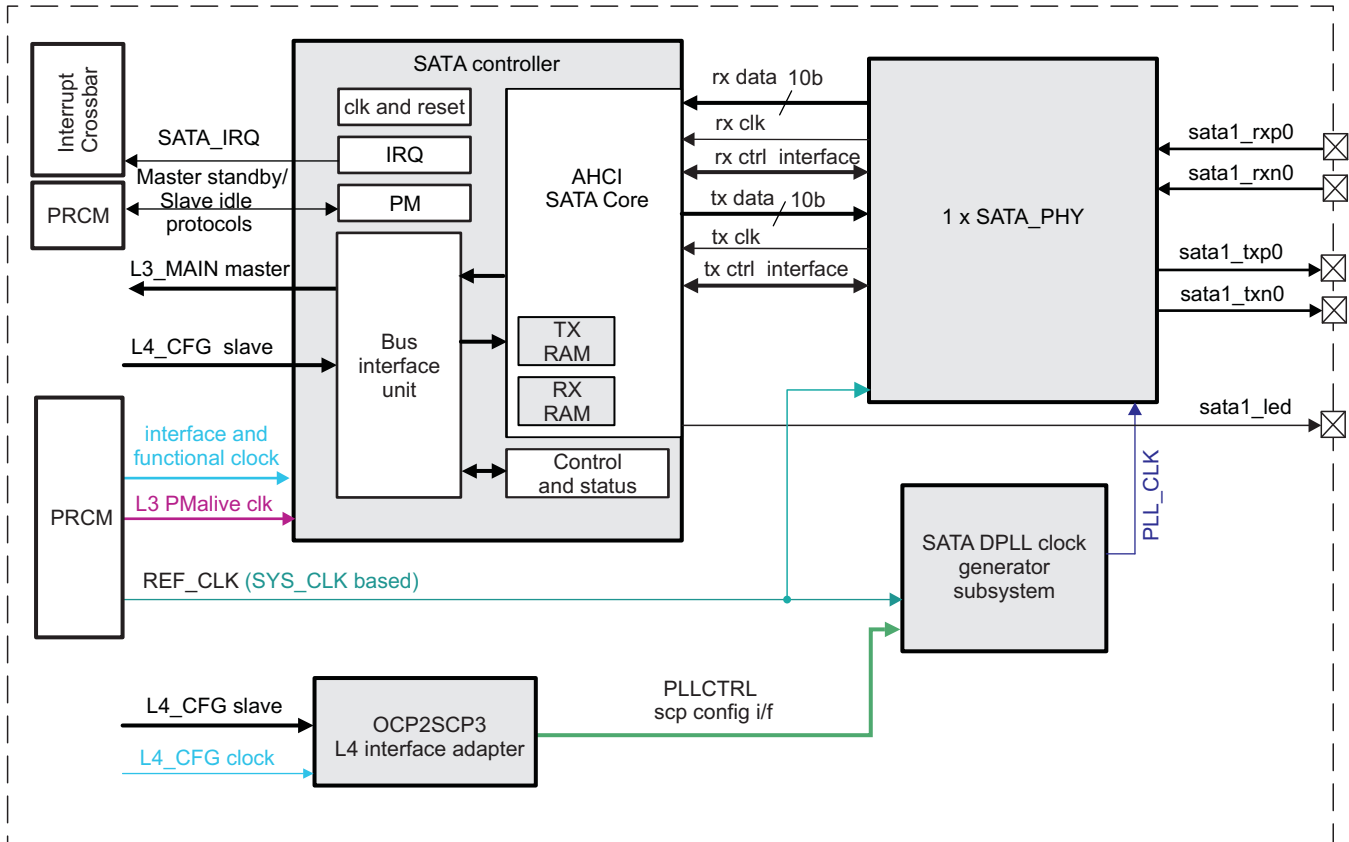 SATA controller
Interrupt
Crossbar
SATA_IRQ
PRCM
Master standby/
Slave idle
protocols
L3_MAIN master
L4_CFG slave
clk and reset
IRQ
PM
Bus
interface
unit
AHCI
SATA Core
TX
RAM
RX
RAM
Control
and status
rx data 10b
rx clk
rx ctrl interface
tx data 10b
tx clk
tx ctrl interface
1 x SATA_PHY
sata1_rxp0
sata1_rxn0
sata1_txp0
sata1_txn0
sata1_led
PRCM
interface and
functional clock
L3 PMalive clk
REF_CLK (SYS_CLK based)
PLL_CLK
SATA DPLL clock
generator
subsystem
L4_CFG slave
L4_CFG clock
OCP2SCP3
L4 interface adapter
PLLCTRL
scp config i/f